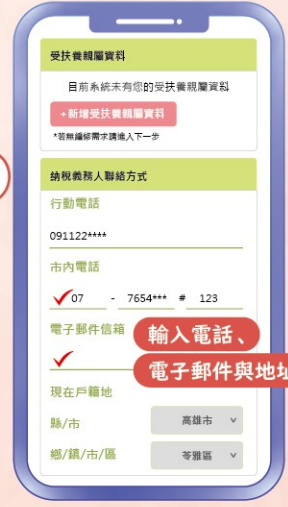 受扶養親屬資料
目前系統未有您的受扶養親屬資料
+新增受扶養親屬資料
*若無編修需求請進入下一步
納稅義務人聯絡方式
行動電話
091122****
市內電話
07 - 7654*** # 123
電子郵件信箱
輸入電話、
電子郵件與地址
現在戶籍地
縣/市 高雄市
鄉/鎮/市/區 苓雅區